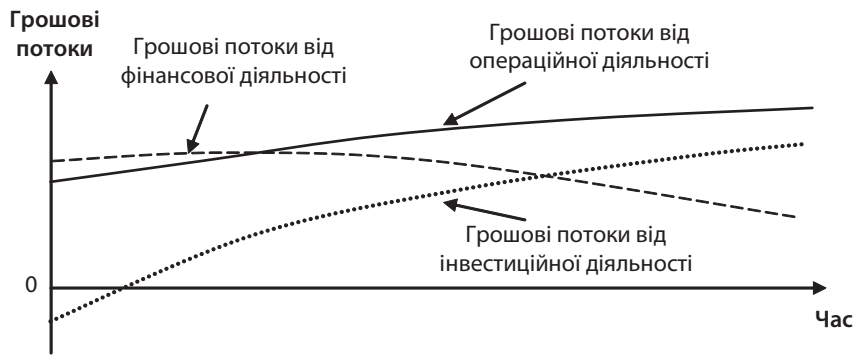 Грошові
потоки
Грошові потоки від
фінансової діяльності
Грошові потоки від
операційної діяльності
Грошові потоки від
інвестиційної діяльності
0
Час